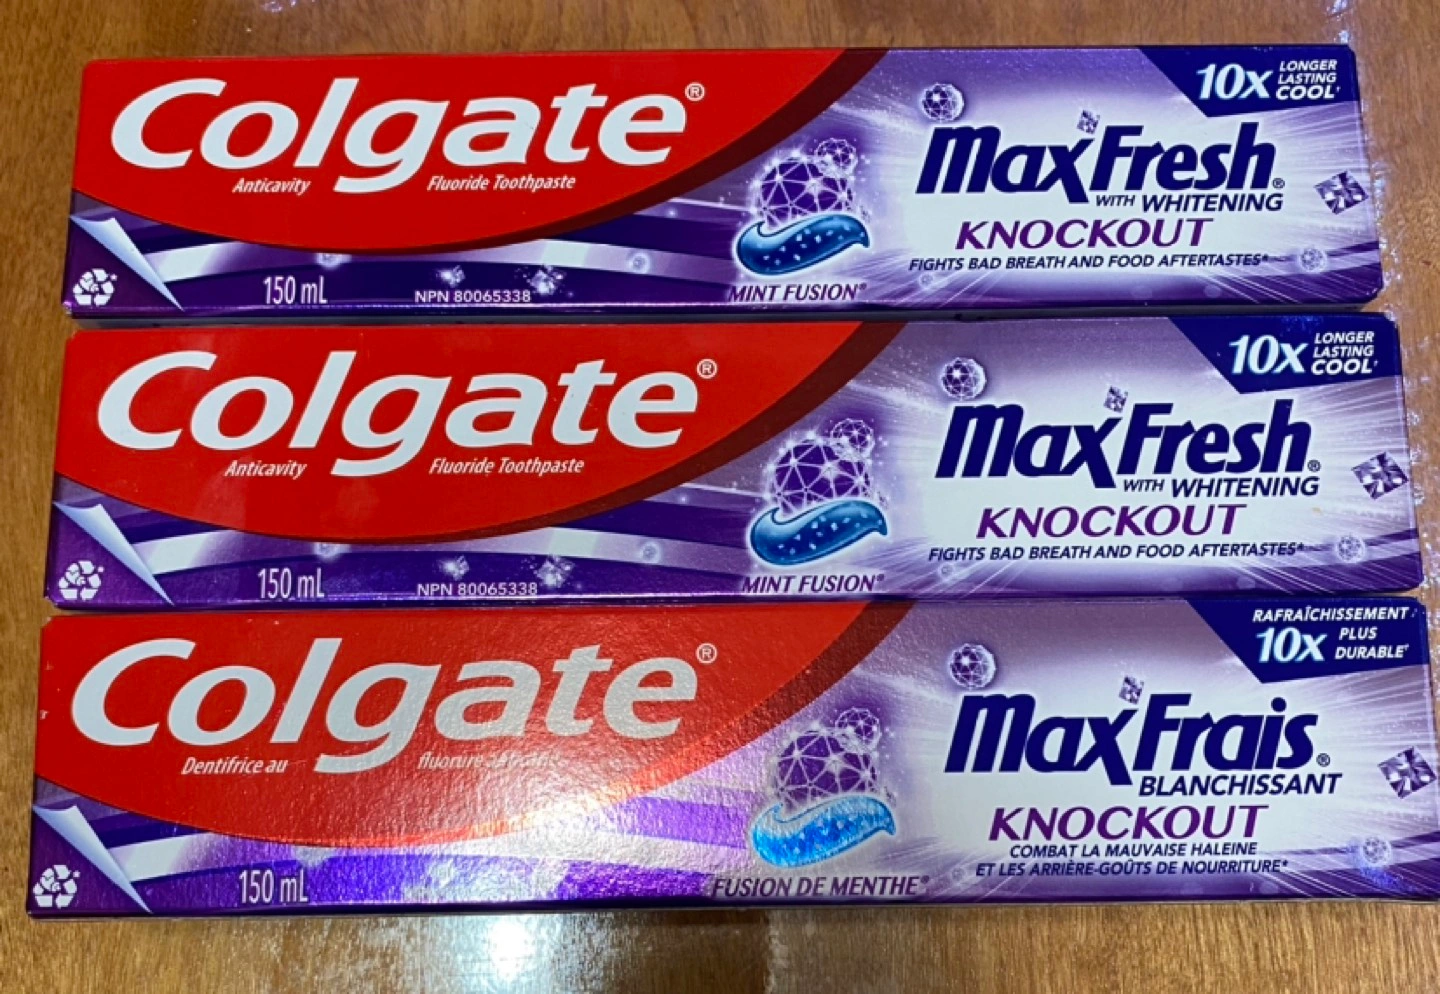 Colgate®
Anticavity Fluoride Toothpaste
150 mL
NPN 80065338
MINT FUSION®
10x LONGER
LASTING
COOL†
MaxFresh®
WITH WHITENING
KNOCKOUT
FIGHTS BAD BREATH AND FOOD AFTERTASTES*
Colgate®
Anticavity Fluoride Toothpaste
150 mL
NPN 80065338
MINT FUSION®
10x LONGER
LASTING
COOL†
MaxFresh®
WITH WHITENING
KNOCKOUT
FIGHTS BAD BREATH AND FOOD AFTERTASTES*
Colgate®
Dentifrice au fluorure
150 mL
FUSION DE MENTHE®
RAFRAÎCHISSEMENT
10x PLUS
DURABLE†
MaxFrais®
BLANCHISSANT
KNOCKOUT
COMBAT LA MAUVAISE HALEINE
ET LES ARRIÈRE-GOÛTS DE NOURRITURE*